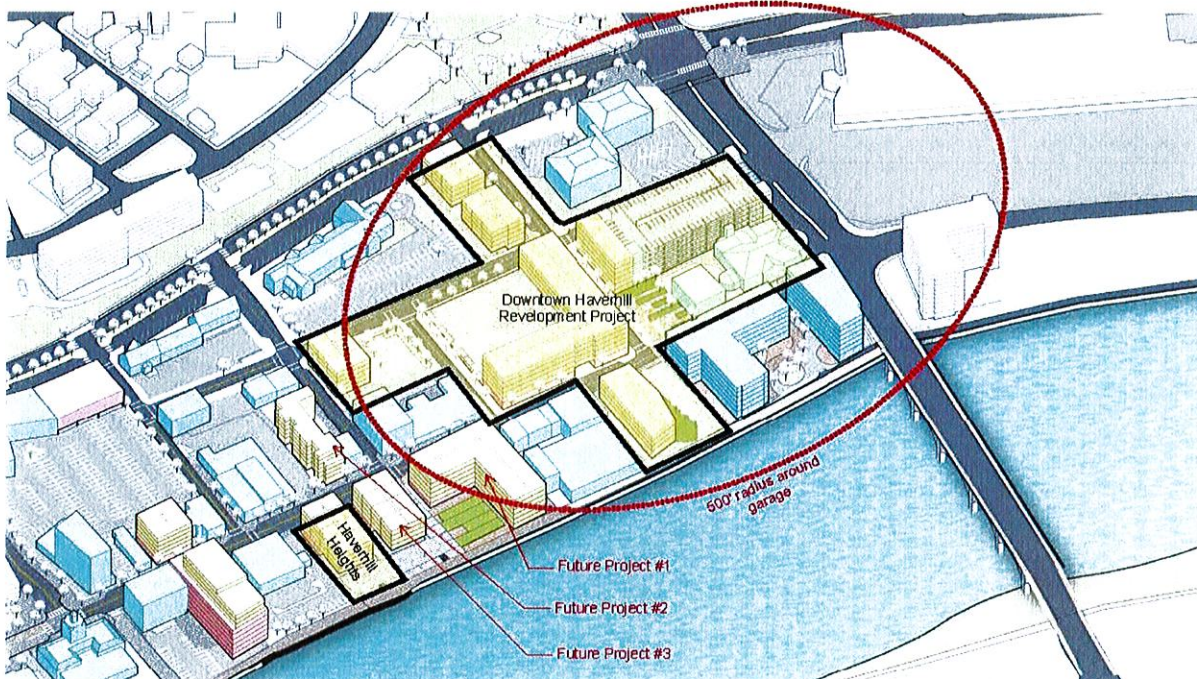 Downtown Haverhill
Revelopment Project
500' radius around
garage
Haverhill
Heights
Future Project #1
Future Project #2
Future Project #3